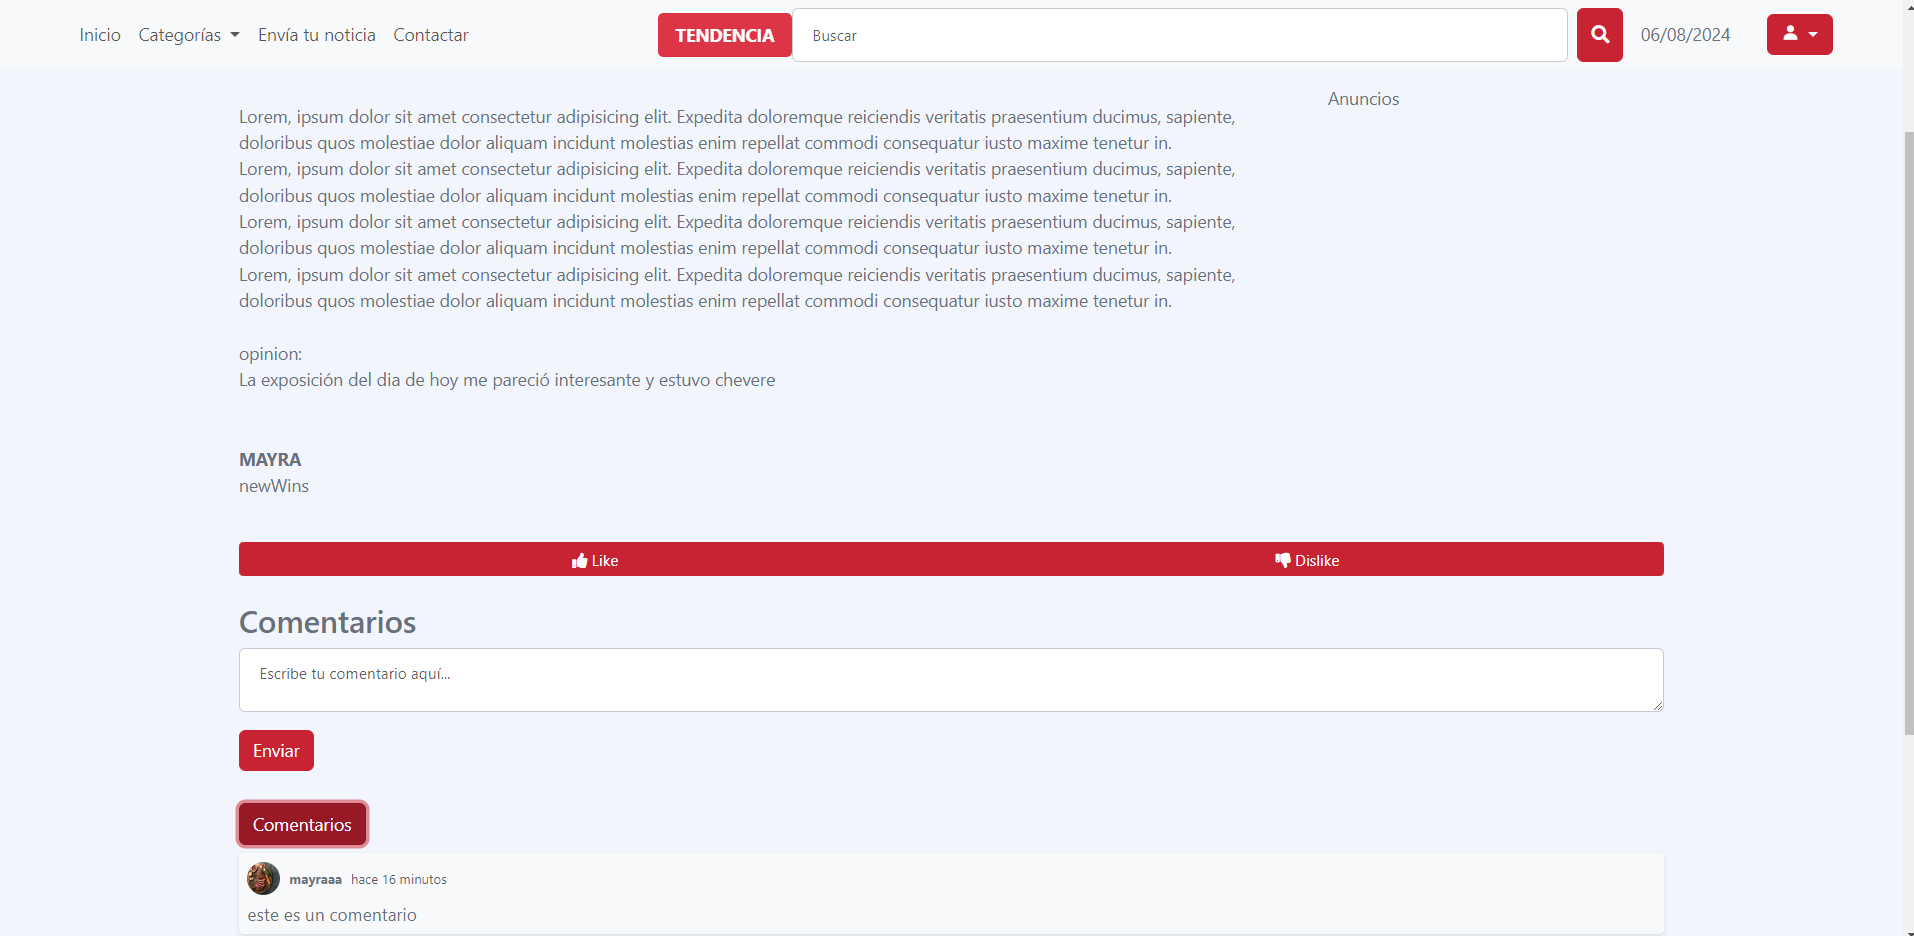 Inicio Categorías Envía tu noticia Contactar TENDENCIA Buscar 06/08/2024
Anuncios
Lorem, ipsum dolor sit amet consectetur adipisicing elit. Expedita doloremque reiciendis veritatis praesentium ducimus, sapiente,
doloribus quos molestiae dolor aliquam incidunt molestias enim repellat commodi consequatur iusto maxime tenetur in.
Lorem, ipsum dolor sit amet consectetur adipisicing elit. Expedita doloremque reiciendis veritatis praesentium ducimus, sapiente,
doloribus quos molestiae dolor aliquam incidunt molestias enim repellat commodi consequatur iusto maxime tenetur in.
Lorem, ipsum dolor sit amet consectetur adipisicing elit. Expedita doloremque reiciendis veritatis praesentium ducimus, sapiente,
doloribus quos molestiae dolor aliquam incidunt molestias enim repellat commodi consequatur iusto maxime tenetur in.
Lorem, ipsum dolor sit amet consectetur adipisicing elit. Expedita doloremque reiciendis veritatis praesentium ducimus, sapiente,
doloribus quos molestiae dolor aliquam incidunt molestias enim repellat commodi consequatur iusto maxime tenetur in.
opinion:
La exposición del dia de hoy me pareció interesante y estuvo chevere
MAYRA
newWins
Like Dislike
Comentarios
Escribe tu comentario aquí...
Enviar
Comentarios
mayraaa hace 16 minutos
este es un comentario